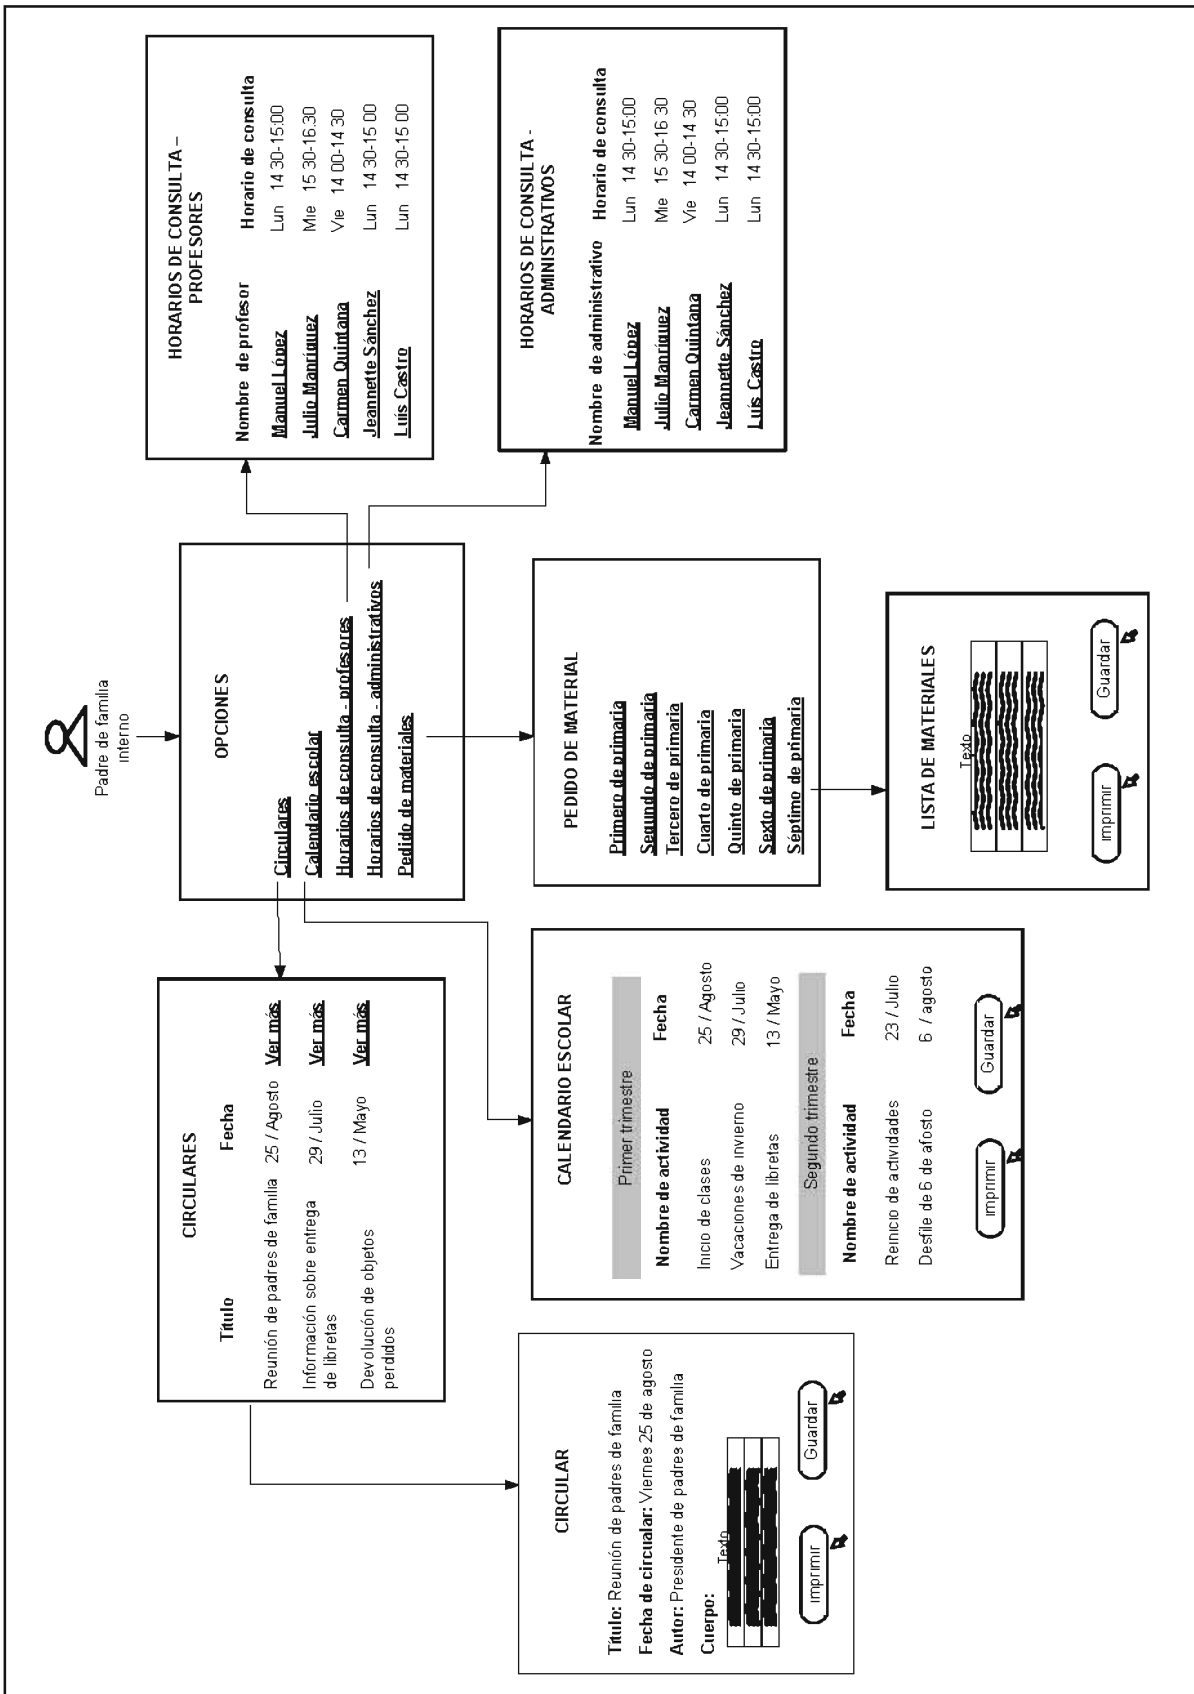 Padre de familia
interno
OPCIONES
Circulares
Calendario escolar
Horarios de consulta - profesores
Horarios de consulta - administrativos
Pedido de materiales
CIRCULARES
Título Fecha
Reunión de padres de familia 25 / Agosto Ver más
Información sobre entrega 29 / Julio Ver más
de libretas
Devolución de objetos 13 / Mayo Ver más
perdidos
HORARIOS DE CONSULTA –
PROFESORES
Nombre de profesor Horario de consulta
Manuel López Lun 14 30-15:00
Julio Manríquez Mie 15 30-16.30
Carmen Quintana Vie 14 00-14 30
Jeannette Sánchez Lun 14 30-15 00
Luis Castro Lun 14 30-15 00
CIRCULAR
Título: Reunión de padres de familia
Fecha de circualar: Viernes 25 de agosto
Autor: Presidente de padres de familia
Cuerpo:
Texto
imprimir Guardar
CALENDARIO ESCOLAR
Primer trimestre
Nombre de actividad Fecha
Inicio de clases 25 / Agosto
Vacaciones de invierno 29 / Julio
Entrega de libretas 13 / Mayo
Segundo trimestre
Nombre de actividad Fecha
Reinicio de actividades 23 / Julio
Desfile de 6 de afosto 6 / agosto
imprimir Guardar
PEDIDO DE MATERIAL
Primero de primaria
Segundo de primaria
Tercero de primaria
Cuarto de primaria
Quinto de primaria
Sexto de primaria
Séptimo de primaria
HORARIOS DE CONSULTA -
ADMINISTRATIVOS
Nombre de administrativo Horario de consulta
Manuel López Lun 14 30-15:00
Julio Manríquez Mie 15 30-16 30
Carmen Quintana Vie 14 00-14 30
Jeannette Sánchez Lun 14 30-15:00
Luis Castro Lun 14 30-15:00
LISTA DE MATERIALES
Texto
imprimir Guardar